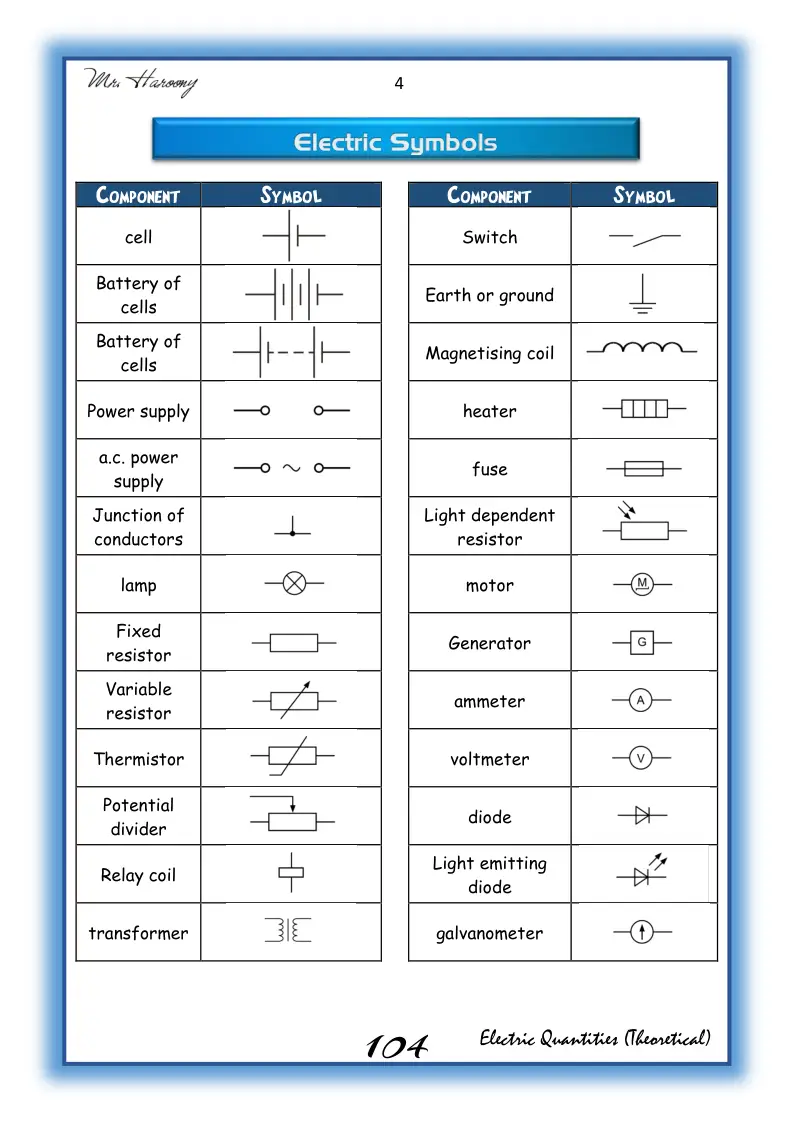 Mr. Haroony
4
Electric Symbols
COMPONENT SYMBOL
cell
Battery of
cells
Battery of
cells
Power supply
a.c. power
supply
Junction of
conductors
lamp
Fixed
resistor
Variable
resistor
Thermistor
Potential
divider
Relay coil
transformer
COMPONENT SYMBOL
Switch
Earth or ground
Magnetising coil
heater
fuse
Light dependent
resistor
motor M
Generator G
ammeter A
voltmeter V
diode
Light emitting
diode
galvanometer
104
Electric Quantities (Theoretical)